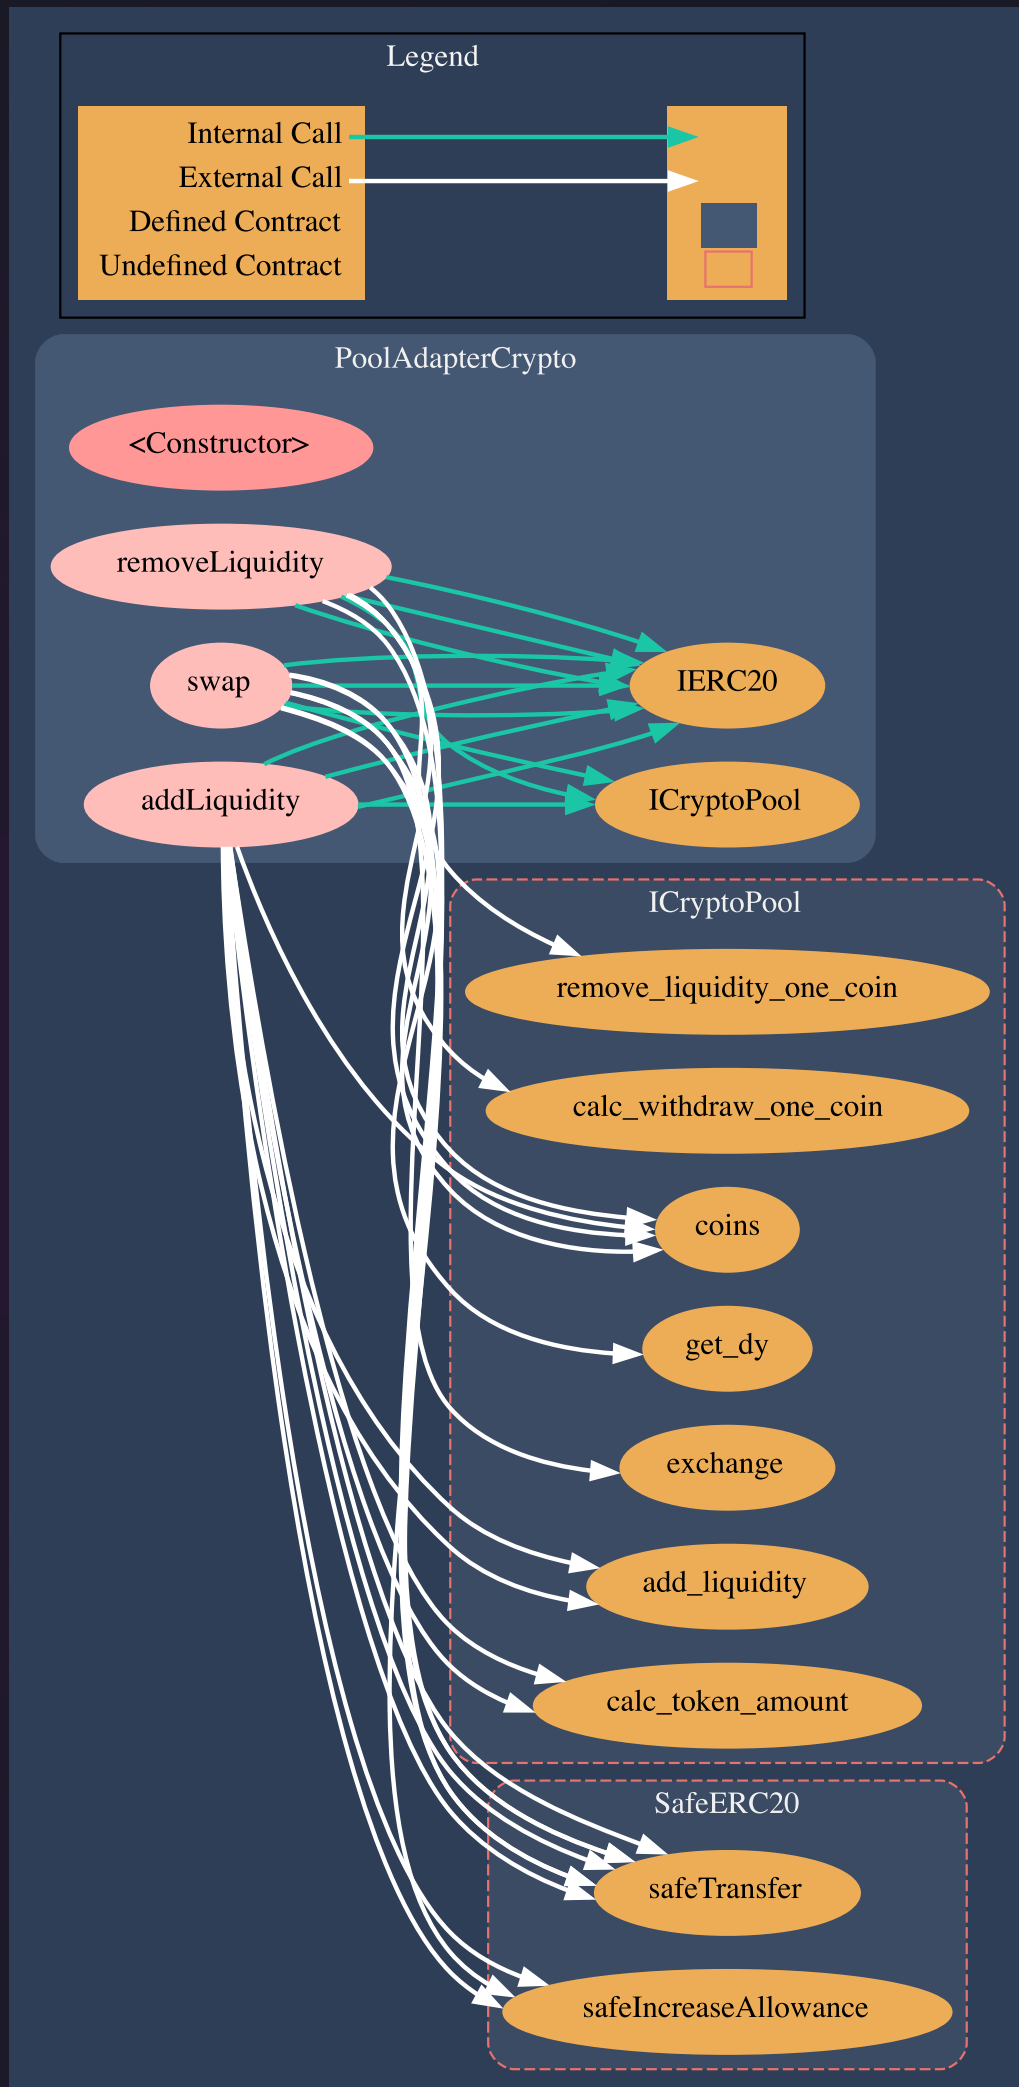 Legend
Internal Call
External Call
Defined Contract
Undefined Contract
PoolAdapterCrypto
<Constructor>
removeLiquidity
swap
IERC20
addLiquidity
ICryptoPool
ICryptoPool
remove_liquidity_one_coin
calc_withdraw_one_coin
coins
get_dy
exchange
add_liquidity
calc_token_amount
SafeERC20
safeTransfer
safeIncreaseAllowance